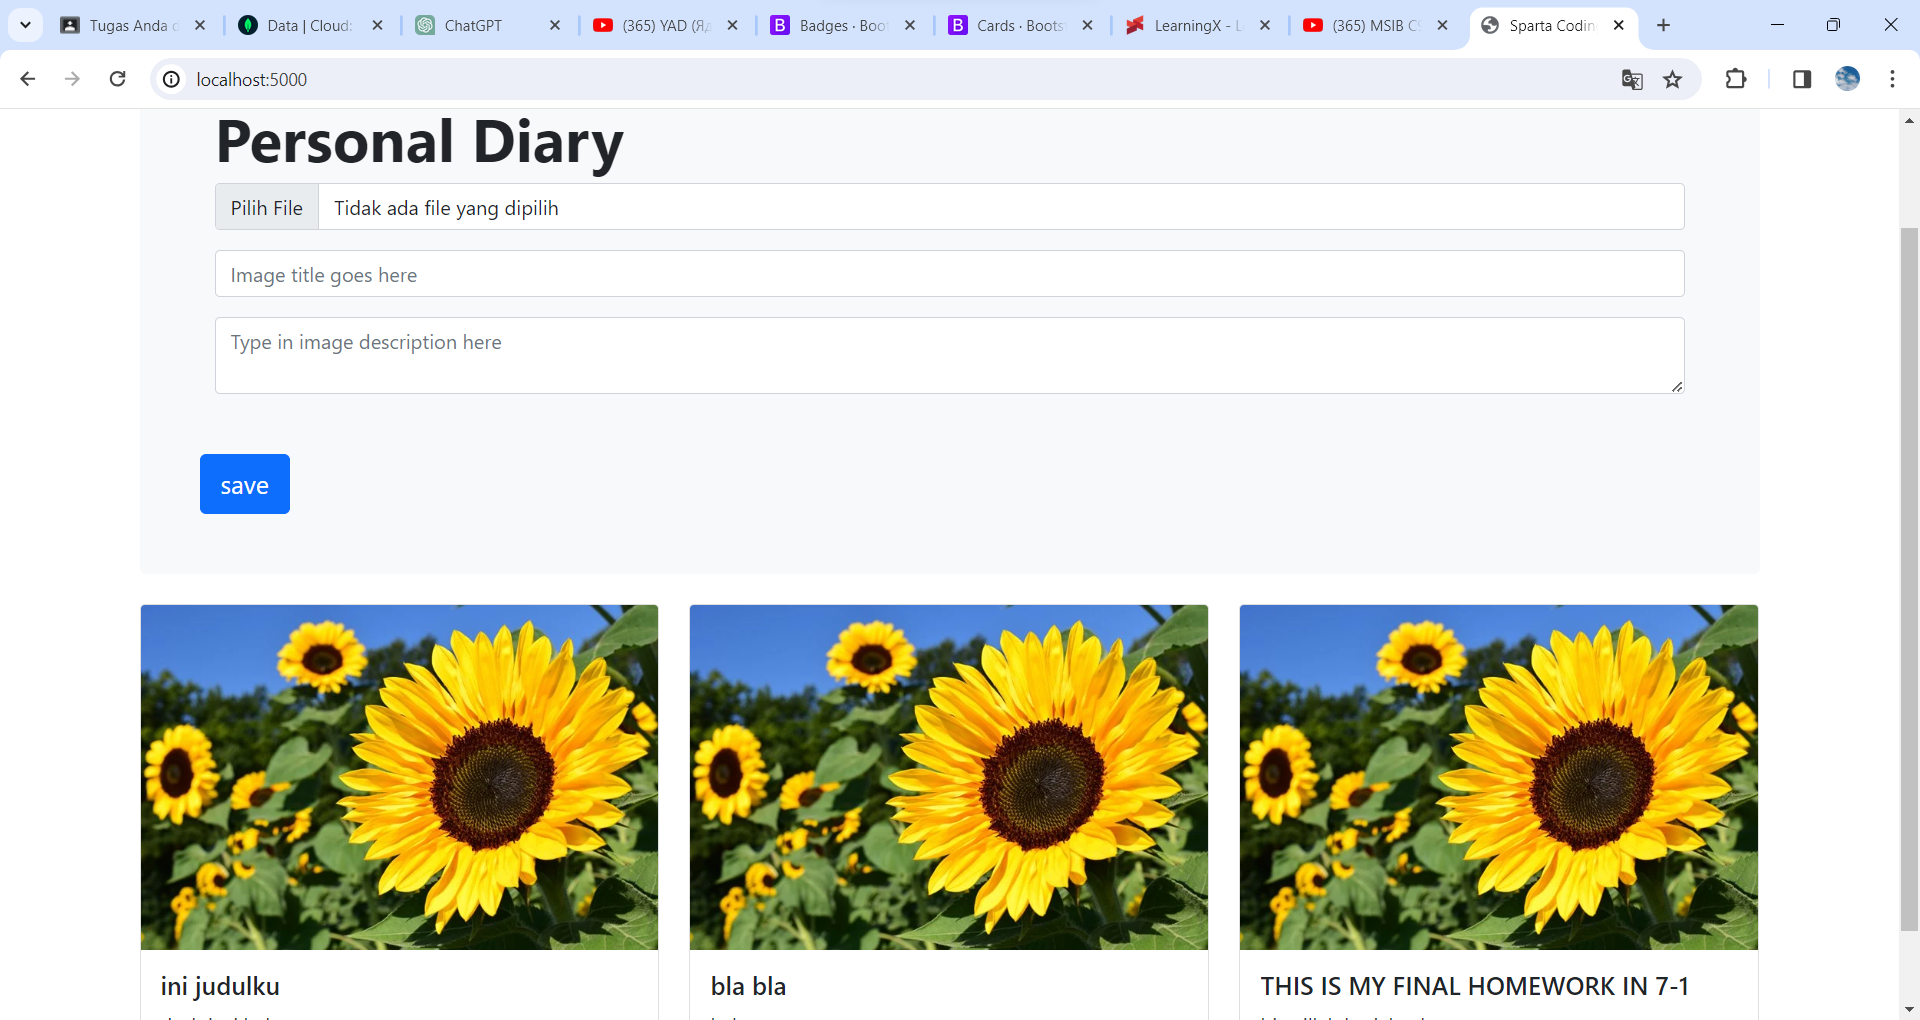 Tugas Anda d
Data | Cloud:
ChatGPT
(365) YAD (Яд
Badges · Boot
Cards · Boots
LearningX - L
(365) MSIB C
Sparta Codin
localhost:5000
Personal Diary
Pilih File
Tidak ada file yang dipilih
Image title goes here
Type in image description here
save
ini judulku
bla bla
THIS IS MY FINAL HOMEWORK IN 7-1